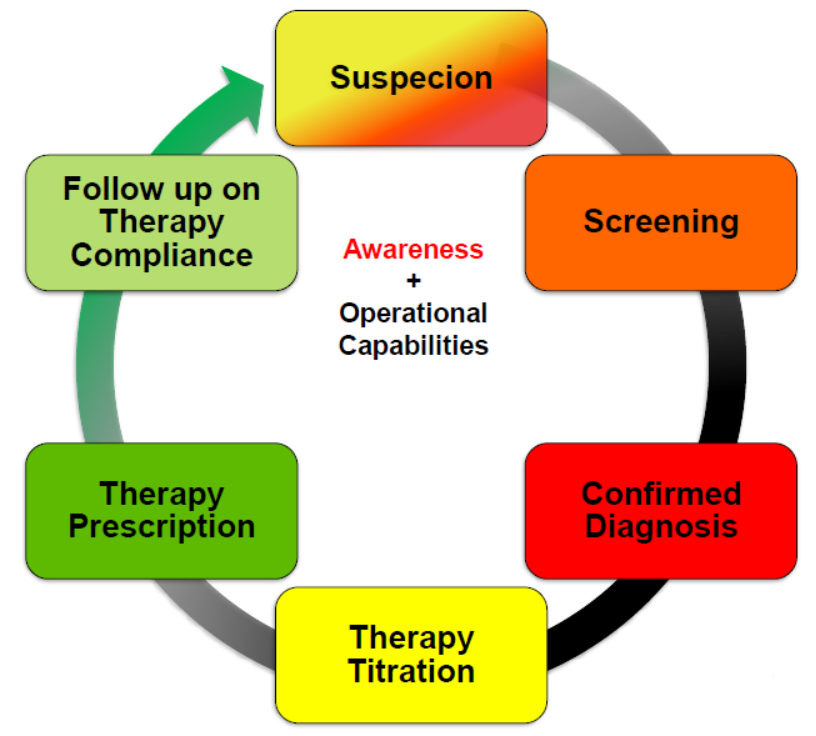 Suspecion
Screening
Confirmed
Diagnosis
Therapy
Titration
Therapy
Prescription
Follow up on
Therapy
Compliance
Awareness
+
Operational
Capabilities